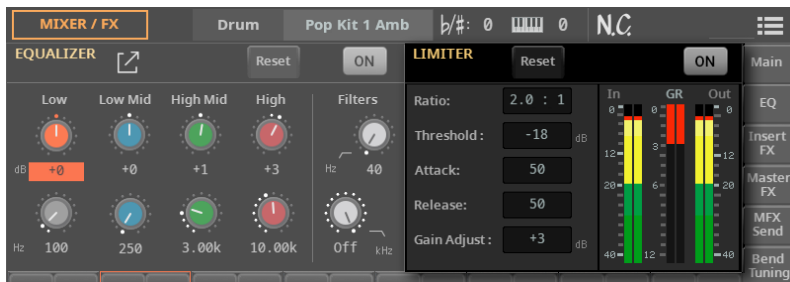 MIXER / FX Drum Pop Kit 1 Amb ♭/#: 0 0 N.C.
EQUALIZER Reset ON
Low Low Mid High Mid High Filters
dB +0 +0 +1 +3 Hz 40
Hz 100 250 3.00k 10.00k Off kHz
LIMITER Reset ON
Ratio: 2.0 : 1
Threshold : -18 dB
Attack: 50
Release: 50
Gain Adjust : +3 dB
In GR Out
0 0 0
12 3 12
20 6 20
40 12 40
Main
EQ
Insert
FX
Master
FX
MFX
Send
Bend
Tuning